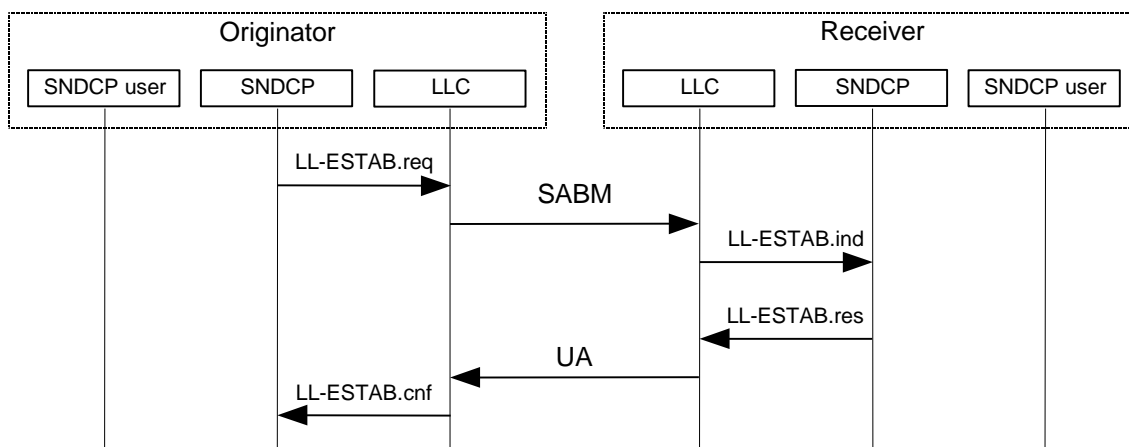 Originator
Receiver
SNDCP user
SNDCP
LLC
LLC
SNDCP
SNDCP user
LL-ESTAB.req
SABM
LL-ESTAB.ind
LL-ESTAB.res
UA
LL-ESTAB.cnf